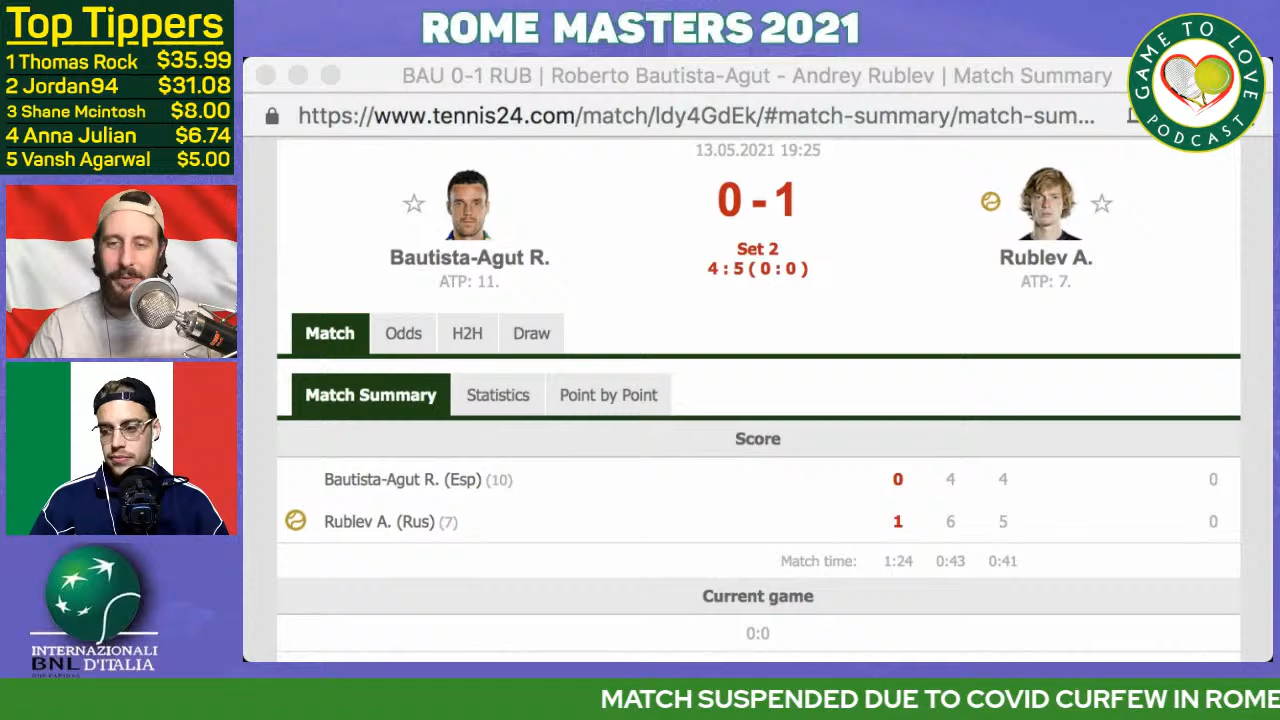 Top Tippers
1 Thomas Rock $35.99
2 Jordan94 $31.08
3 Shane Mcintosh $8.00
4 Anna Julian $6.74
5 Vansh Agarwal $5.00
ROME MASTERS 2021
GAME TO LOVE
PODCAST
BAU 0-1 RUB | Roberto Bautista-Agut - Andrey Rublev | Match Summary
https://www.tennis24.com/match/ldy4GdEk/#match-summary/match-sum...
13.05.2021 19:25
0 - 1
Set 2
4 : 5 ( 0 : 0 )
Bautista-Agut R.
ATP: 11.
Rublev A.
ATP: 7.
Match Odds H2H Draw
Match Summary Statistics Point by Point
Score
Bautista-Agut R. (Esp) (10) 0 4 4 0
Rublev A. (Rus) (7) 1 6 5 0
Match time: 1:24 0:43 0:41
Current game
0:0
INTERNAZIONALI
BNL D'ITALIA
MATCH SUSPENDED DUE TO COVID CURFEW IN ROME